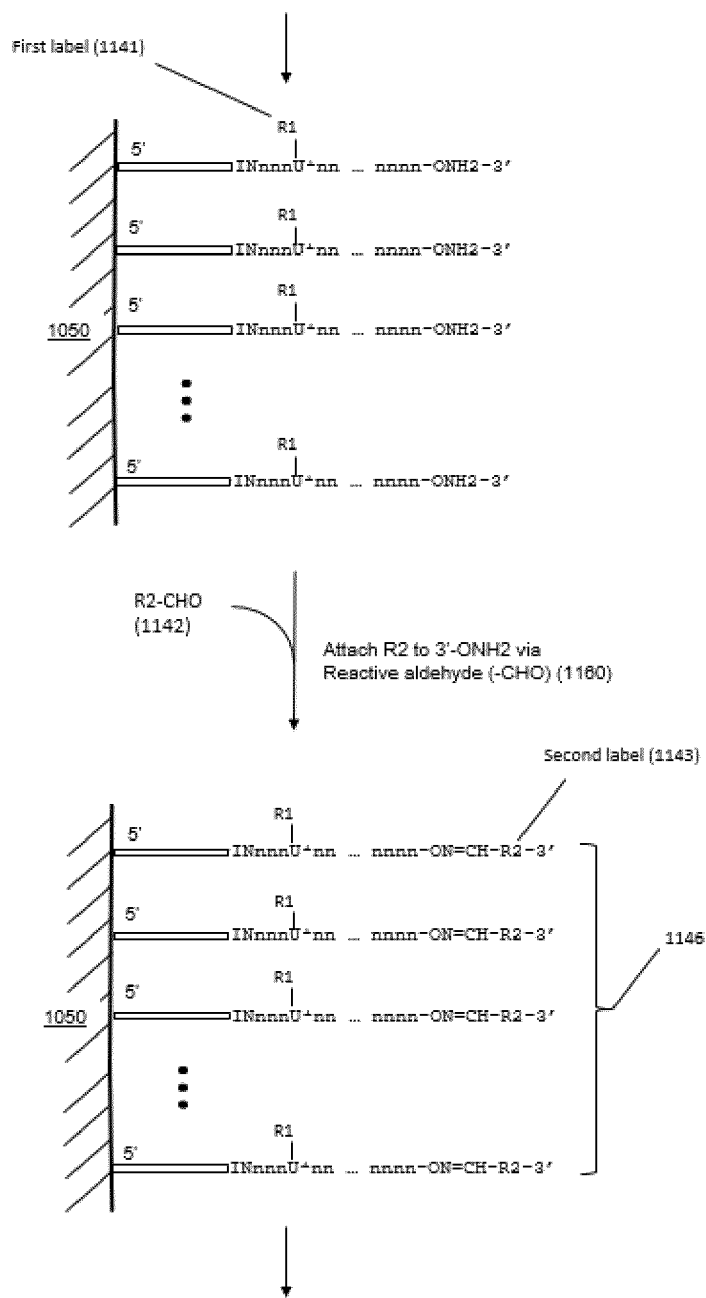 First label (1141)
R1
5'
INnnnU*nn … nnnn-ONH2-3'
R1
5'
INnnnU*nn … nnnn-ONH2-3'
R1
5'
1050
INnnnU*nn … nnnn-ONH2-3'
R1
5'
INnnnU*nn … nnnn-ONH2-3'
R2-CHO
(1142)
Attach R2 to 3'-ONH2 via
Reactive aldehyde (-CHO) (1160)
Second label (1143)
R1
5'
INnnnU*nn … nnnn-ON=CH-R2-3'
R1
5'
INnnnU*nn … nnnn-ON=CH-R2-3'
1146
R1
5'
1050
INnnnU*nn … nnnn-ON=CH-R2-3'
R1
5'
INnnnU*nn … nnnn-ON=CH-R2-3'